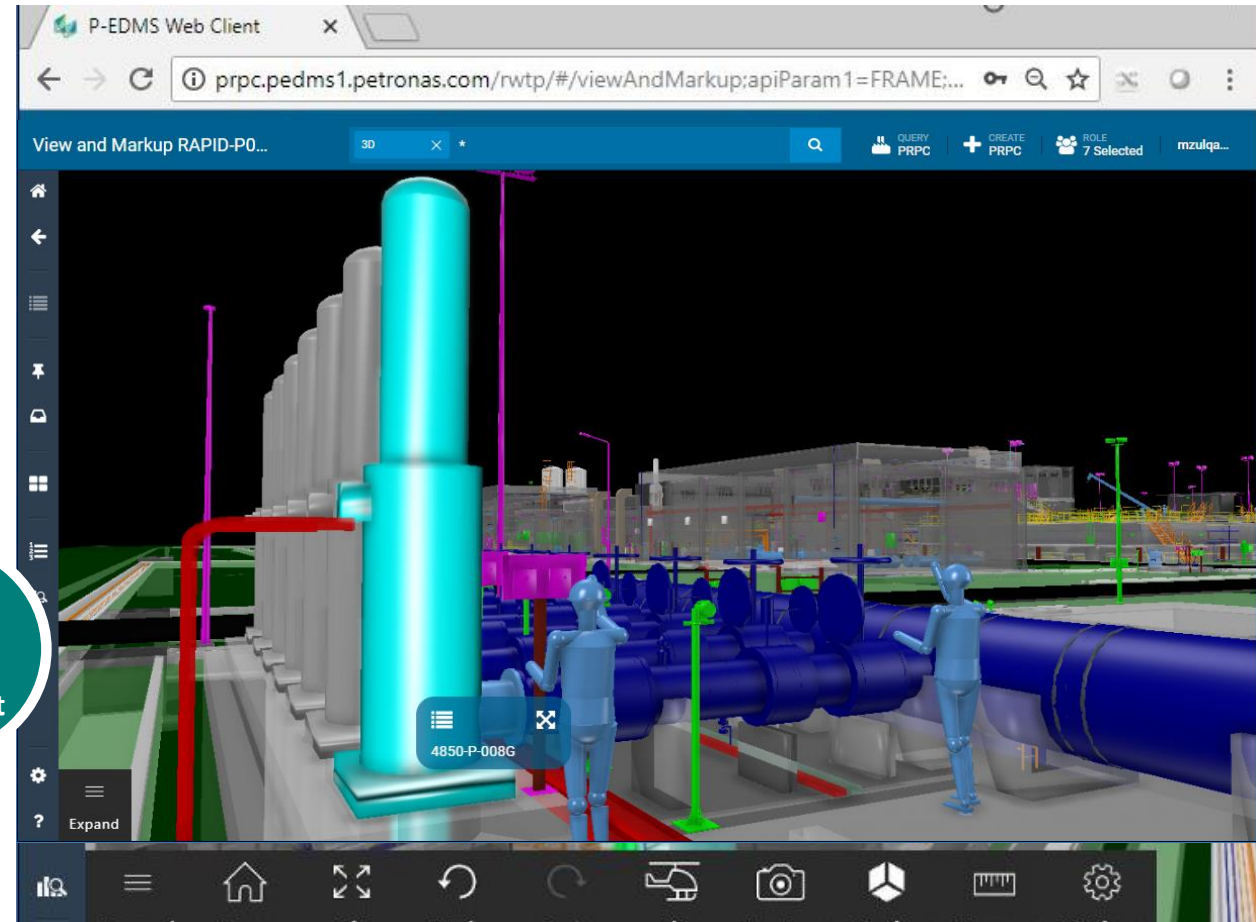 P-EDMS Web Client
prpc.pedms1.petronas.com/rwtp/#/viewAndMarkup;apiParam1=FRAME;...
View and Markup RAPID-P0...
3D
*
QUERY
PRPC
CREATE
PRPC
ROLE
7 Selected
mzulqa...
t
4850-P-008G
Expand